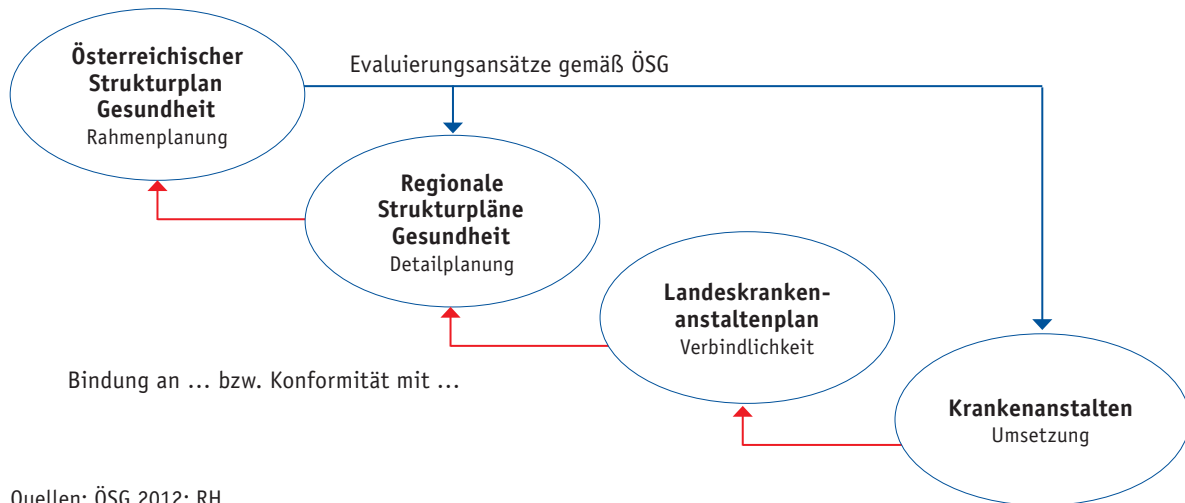 Österreichischer
Strukturplan
Gesundheit
Rahmenplanung
Evaluierungsansätze gemäß ÖSG
Regionale
Strukturpläne
Gesundheit
Detailplanung
Landeskranken-
anstaltenplan
Verbindlichkeit
Bindung an … bzw. Konformität mit …
Krankenanstalten
Umsetzung
Quellen: ÖSG 2012; RH